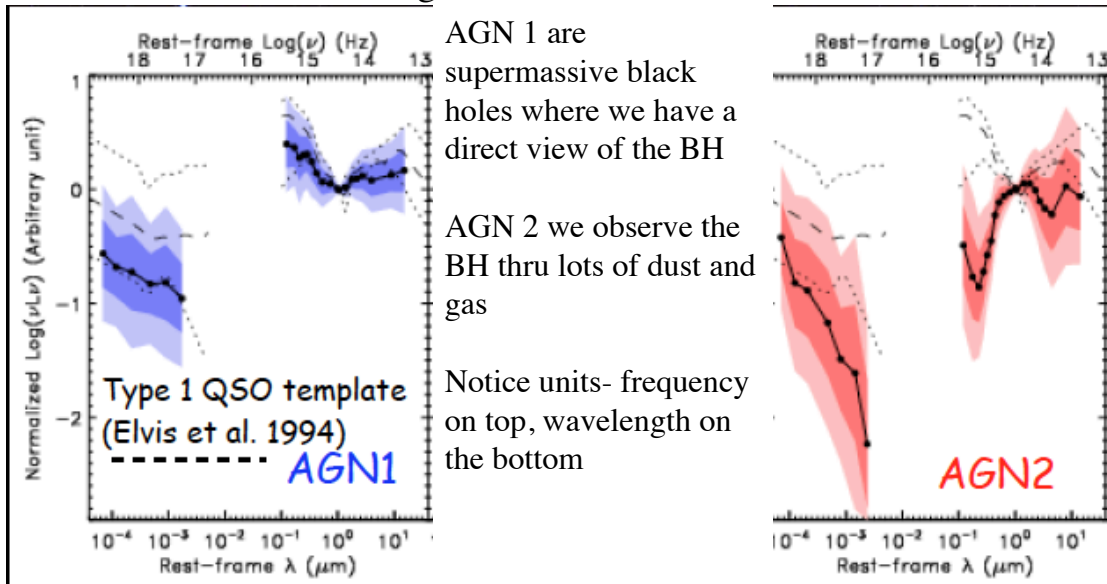 Rest-frame Log(ν) (Hz)
18 17 16 15 14 13
Normalized Log(νLν) (Arbitrary unit)
1
0
−1
−2
Type 1 QSO template
(Elvis et al. 1994)
AGN1
10⁻⁴ 10⁻³ 10⁻² 10⁻¹ 10⁰ 10¹
Rest-frame λ (μm)
AGN 1 are
supermassive black
holes where we have a
direct view of the BH
AGN 2 we observe the
BH thru lots of dust and
gas
Notice units- frequency
on top, wavelength on
the bottom
Rest-frame Log(ν) (Hz)
18 17 16 15 14 13
AGN2
10⁻⁴ 10⁻³ 10⁻² 10⁻¹ 10⁰ 10¹
Rest-frame λ (μm)